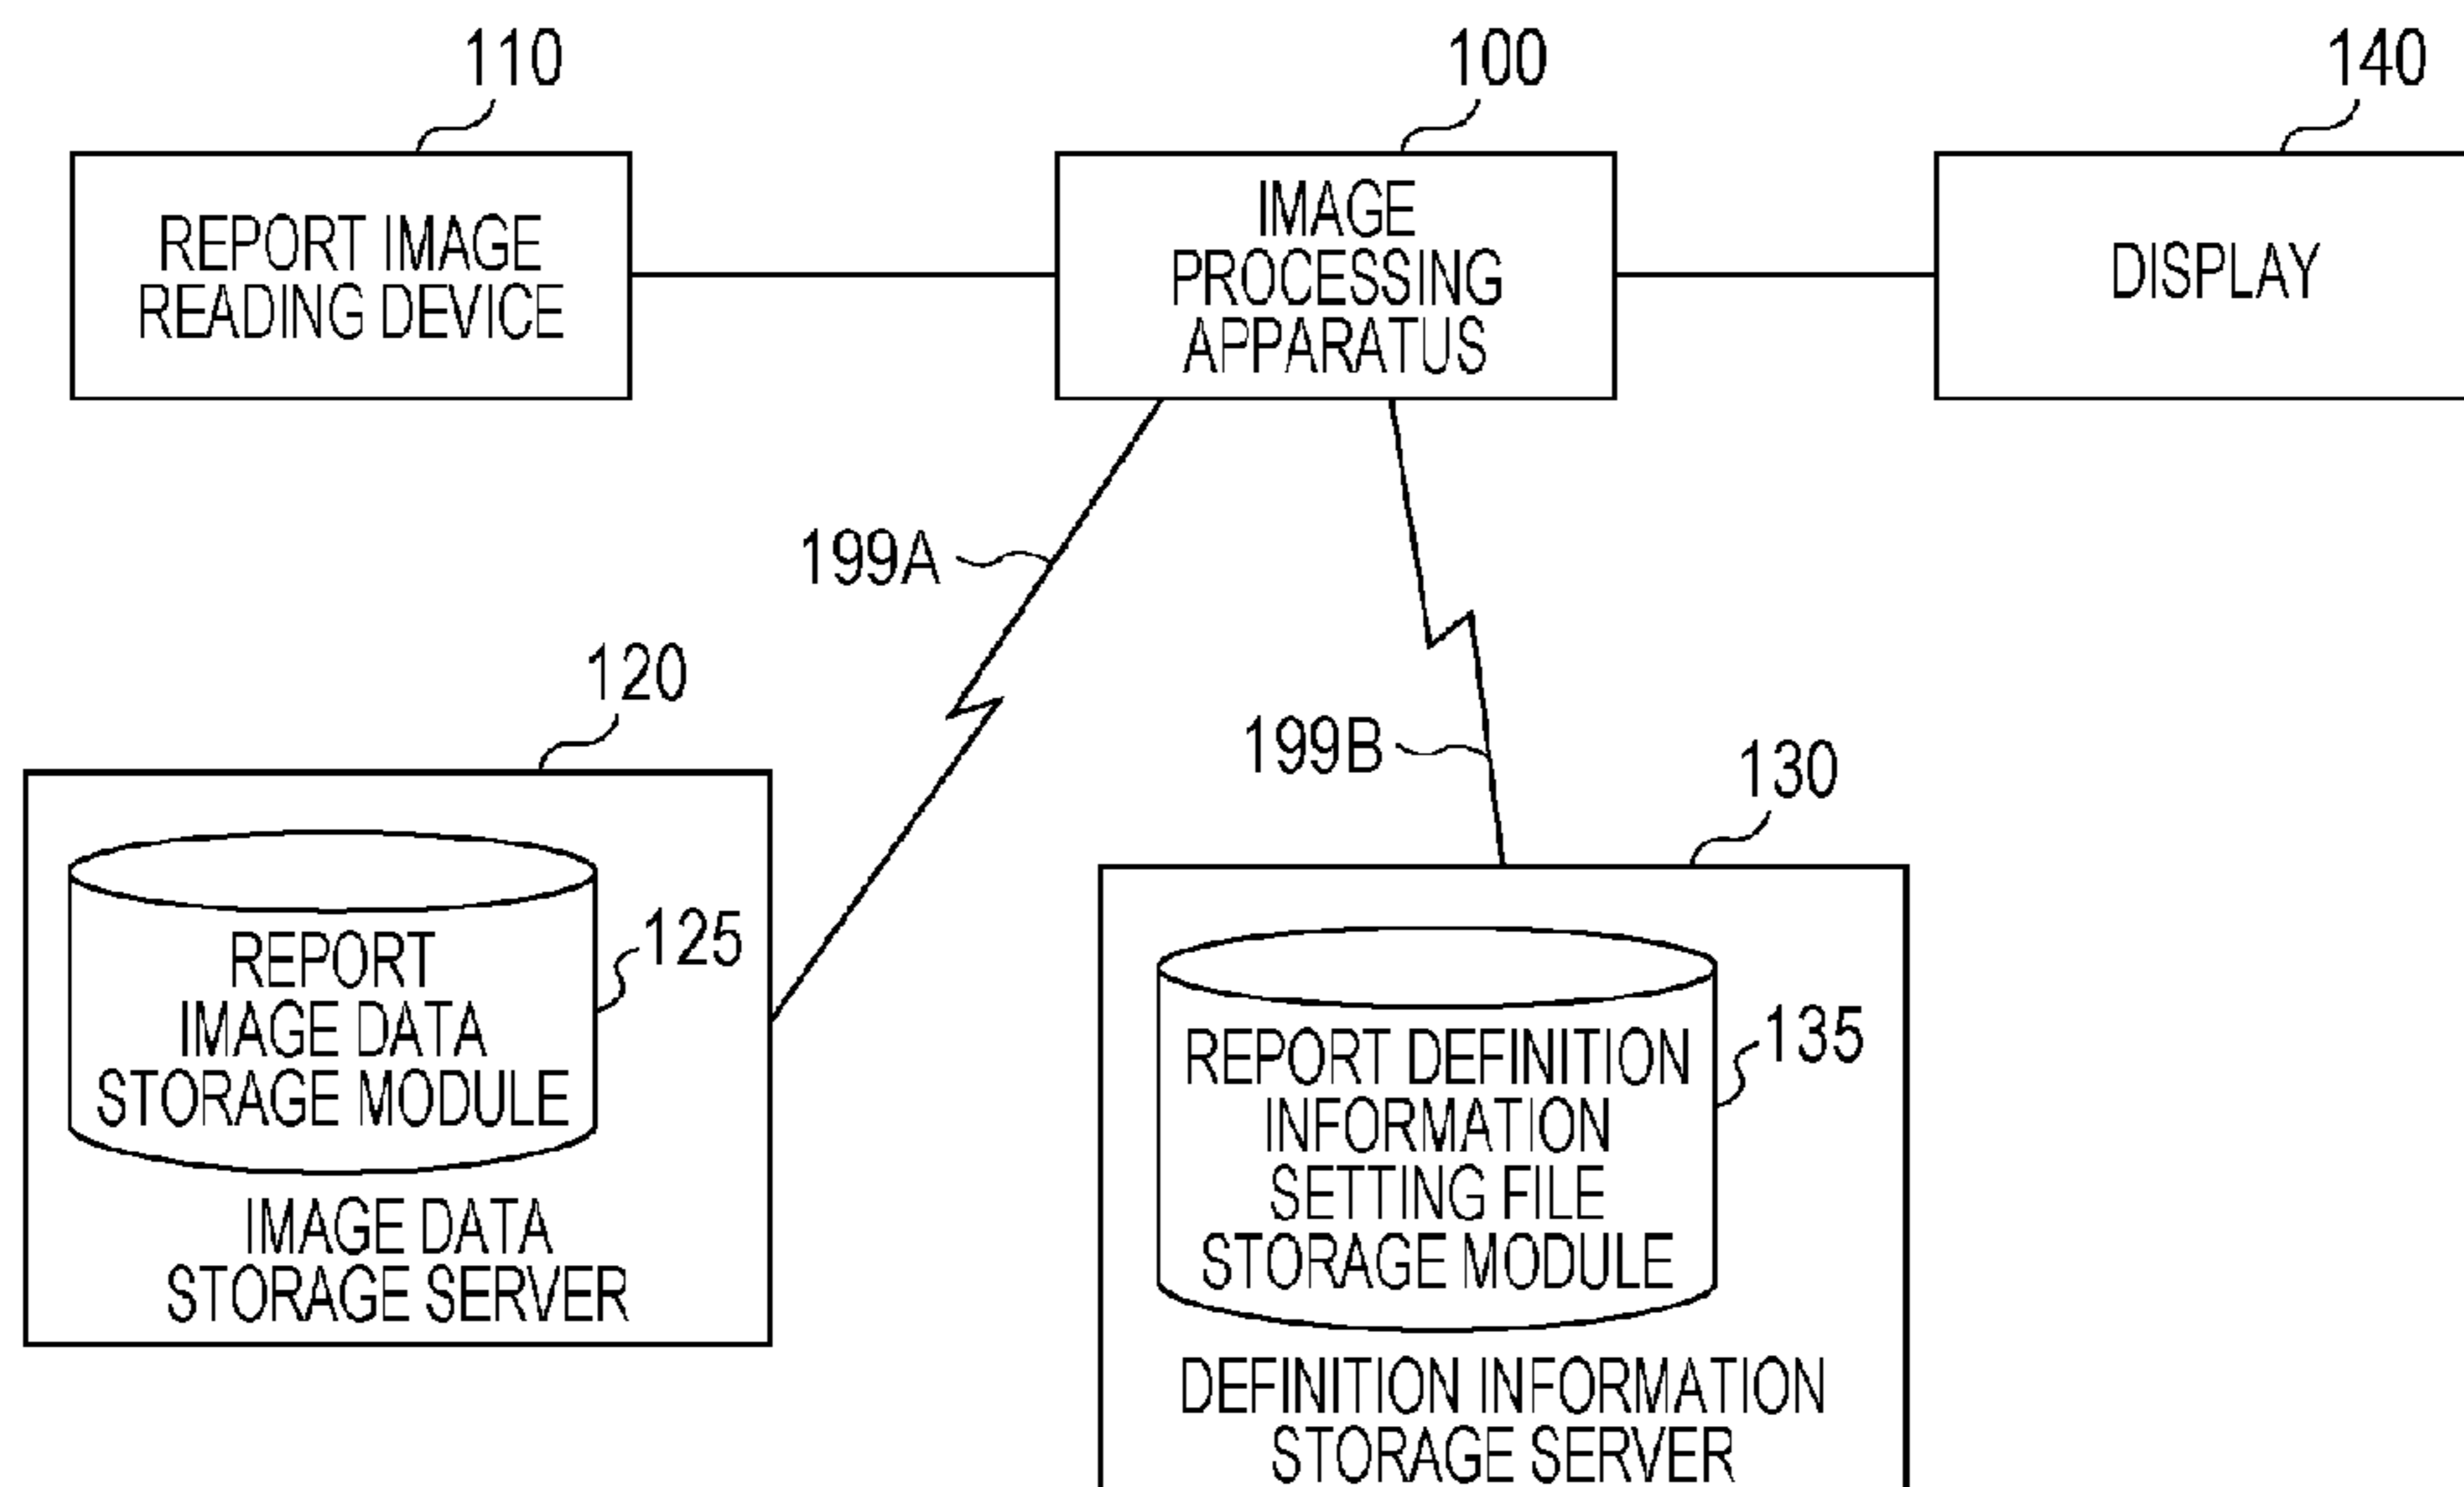 110
100
140
REPORT IMAGE
READING DEVICE
IMAGE
PROCESSING
APPARATUS
DISPLAY
199A
199B
120
130
125
REPORT
IMAGE DATA
STORAGE MODULE
IMAGE DATA
STORAGE SERVER
135
REPORT DEFINITION
INFORMATION
SETTING FILE
STORAGE MODULE
DEFINITION INFORMATION
STORAGE SERVER